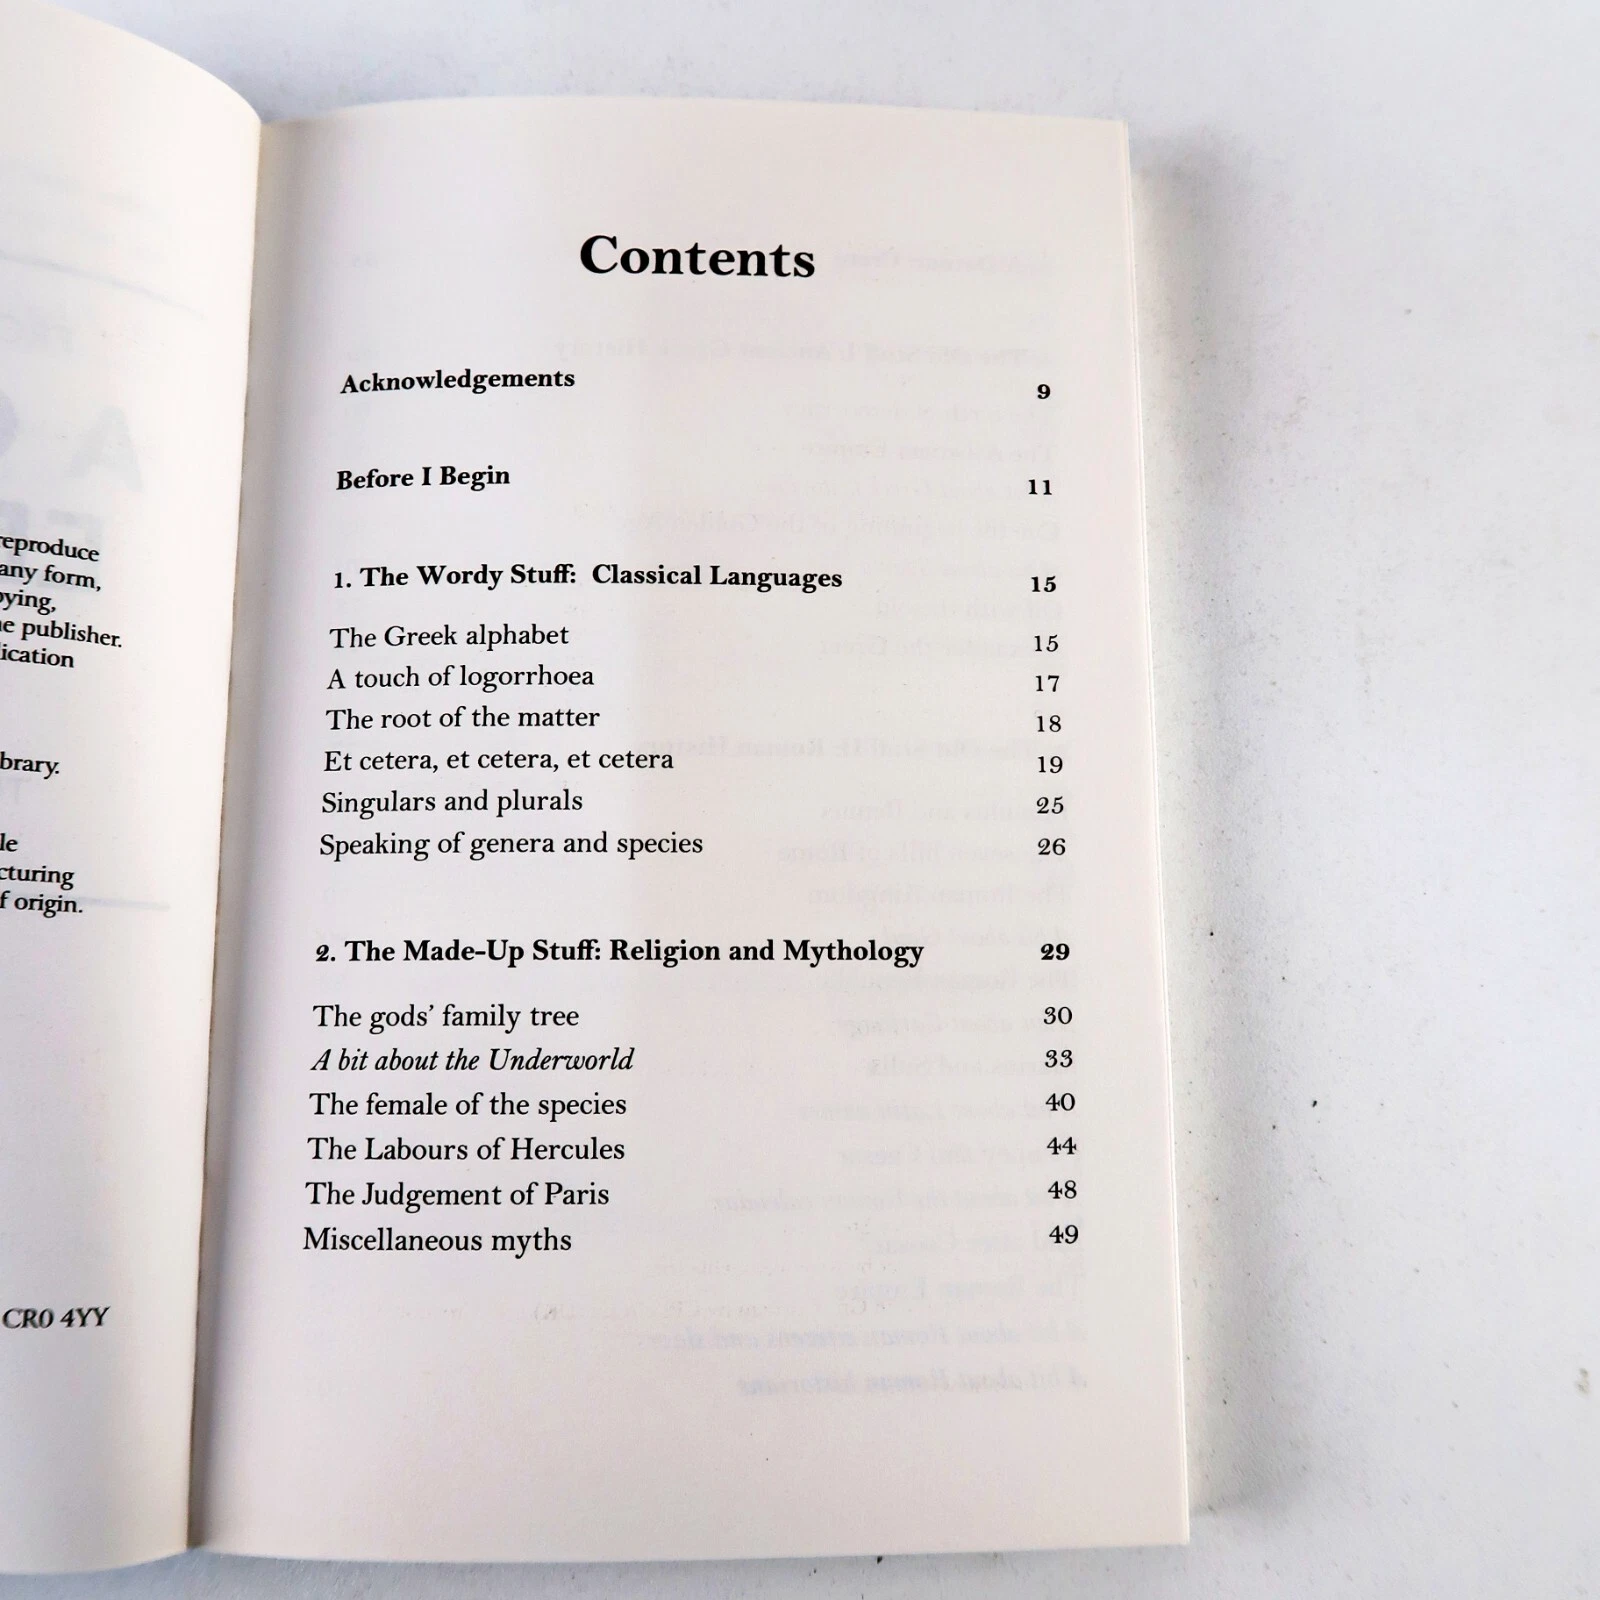 reproduce
any form,
publisher.
lication
brary.
le
cturing
f origin.
CR0 4YY
Contents
Acknowledgements 9
Before I Begin 11
1. The Wordy Stuff: Classical Languages 15
The Greek alphabet 15
A touch of logorrhoea 17
The root of the matter 18
Et cetera, et cetera, et cetera 19
Singulars and plurals 25
Speaking of genera and species 26
2. The Made-Up Stuff: Religion and Mythology 29
The gods' family tree 30
A bit about the Underworld 33
The female of the species 40
The Labours of Hercules 44
The Judgement of Paris 48
Miscellaneous myths 49